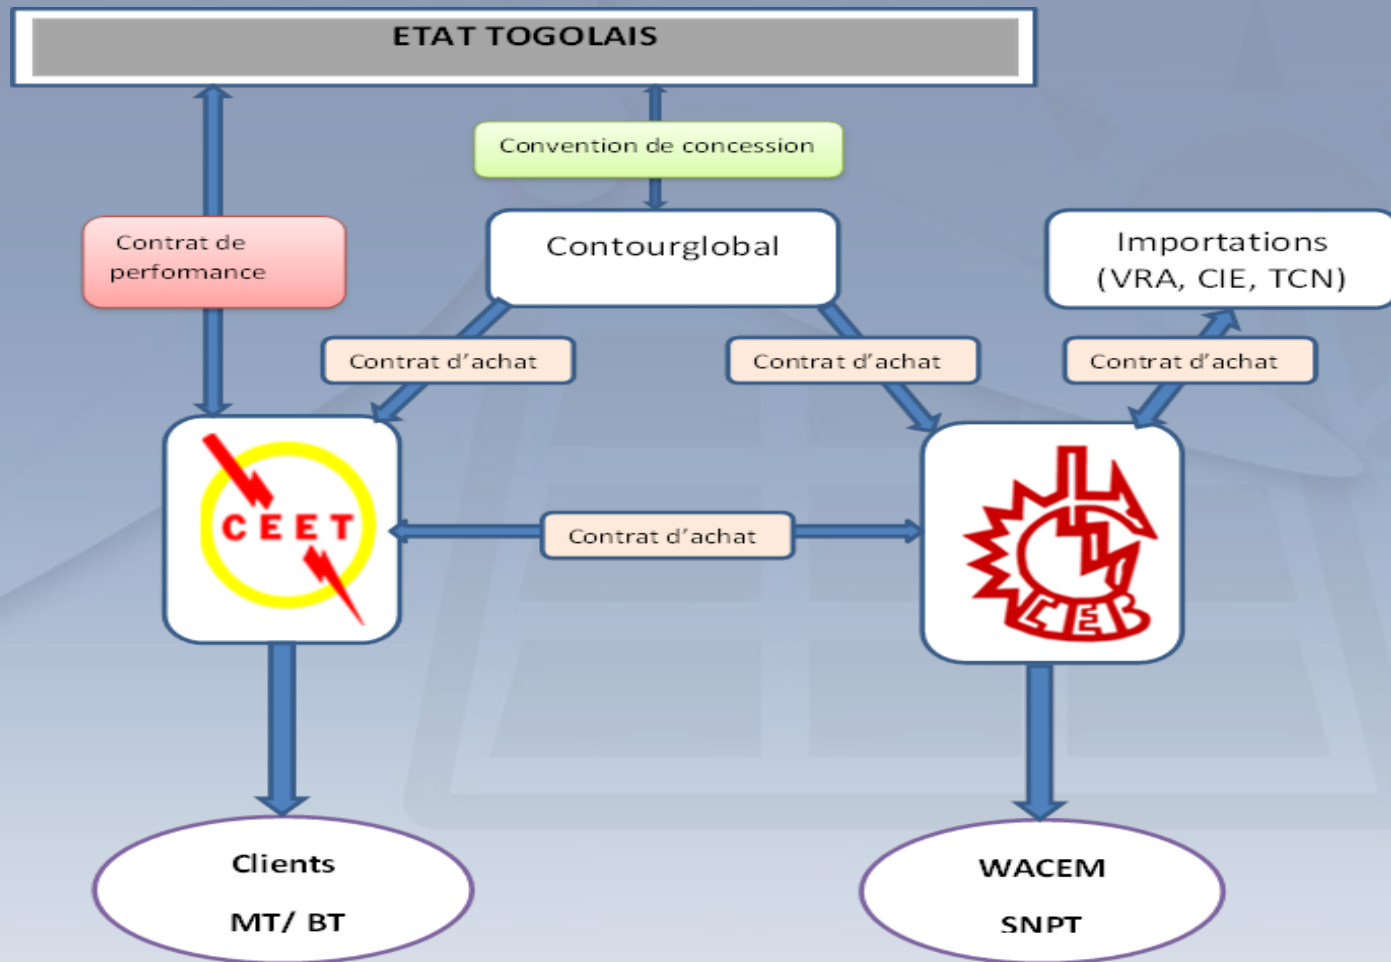 ETAT TOGOLAIS
Convention de concession
Contrat de
performance
Contourglobal
Importations
(VRA, CIE, TCN)
Contrat d'achat
Contrat d'achat
Contrat d'achat
CEET
Contrat d'achat
CEB
Clients
MT/ BT
WACEM
SNPT